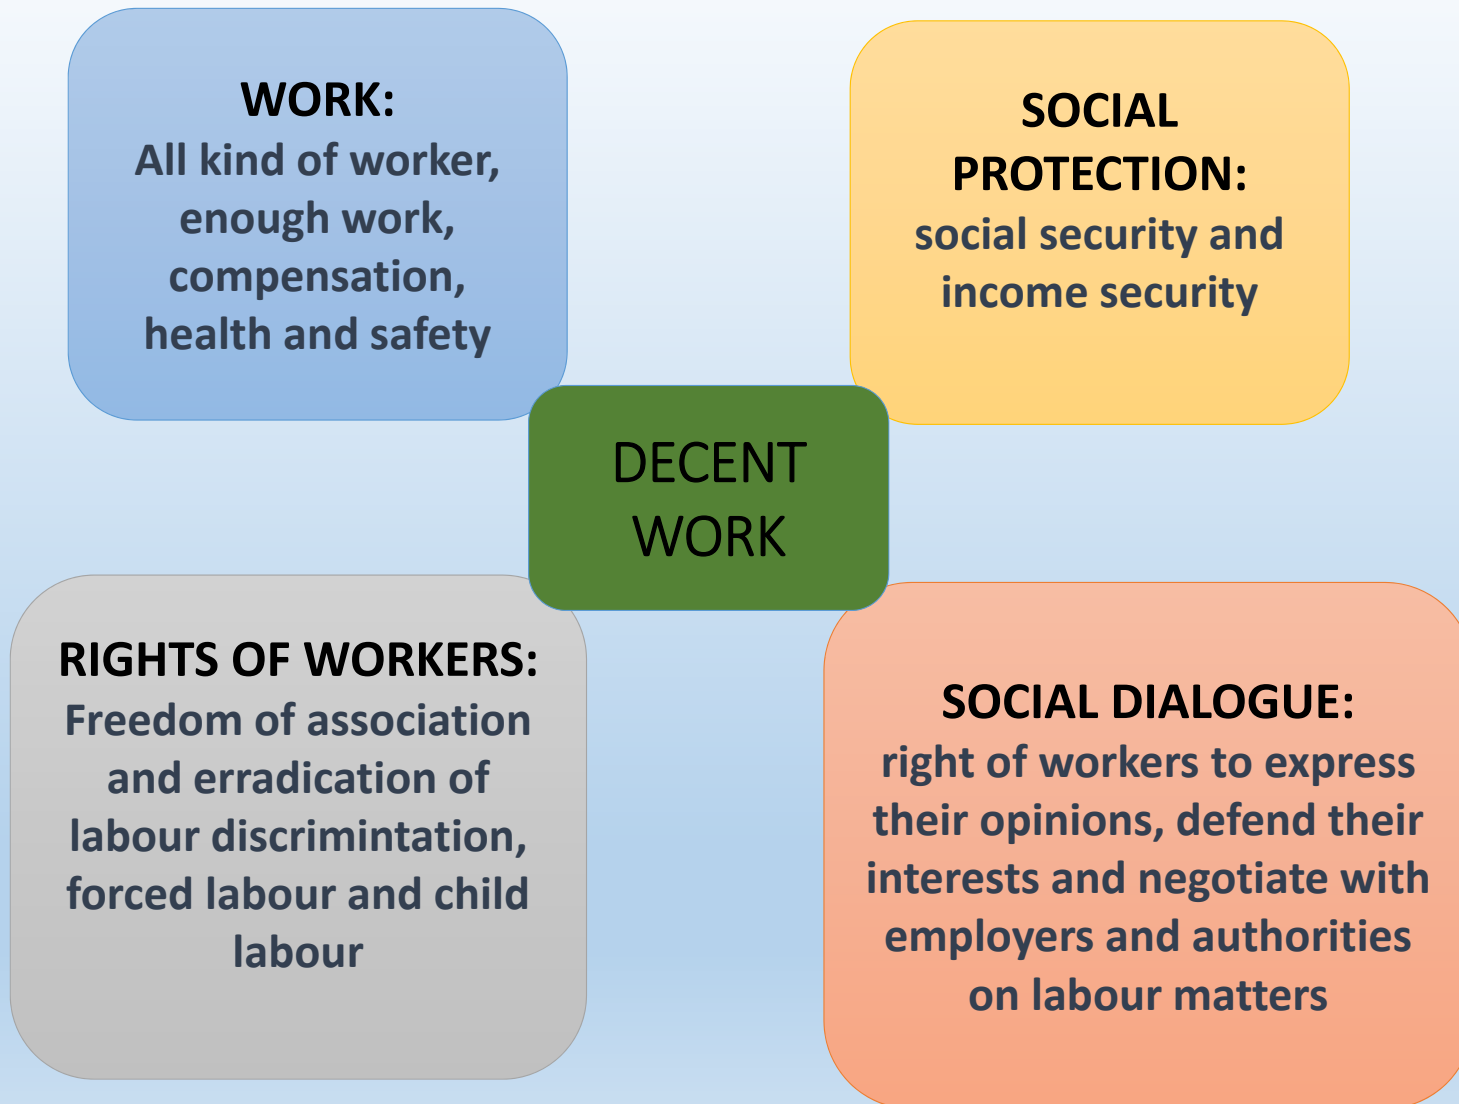 WORK:
All kind of worker,
enough work,
compensation,
health and safety
SOCIAL
PROTECTION:
social security and
income security
DECENT
WORK
RIGHTS OF WORKERS:
Freedom of association
and erradication of
labour discrimintation,
forced labour and child
labour
SOCIAL DIALOGUE:
right of workers to express
their opinions, defend their
interests and negotiate with
employers and authorities
on labour matters